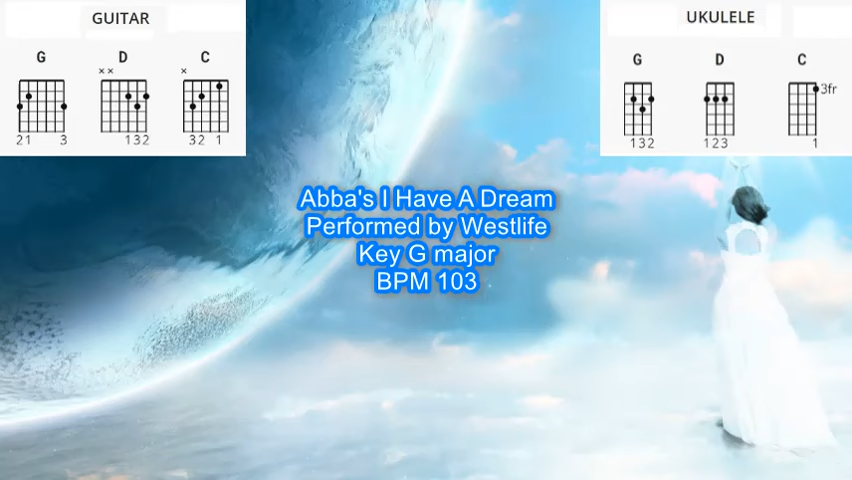 GUITAR
G D C
×× ×
21 3 132 32 1
UKULELE
G D C
3fr
132 123 1
Abba's I Have A Dream
Performed by Westlife
Key G major
BPM 103